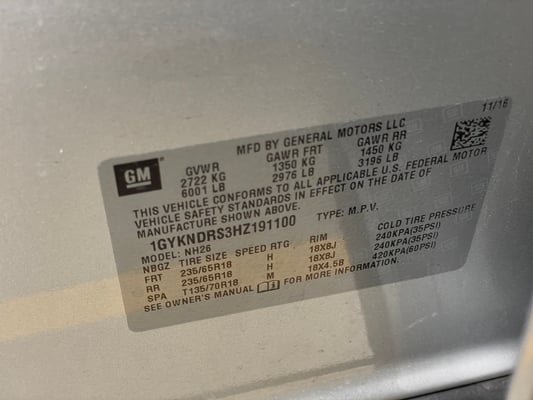 11/16
MFD BY GENERAL MOTORS LLC
GM
GVWR GAWR FRT GAWR RR
2722 KG 1350 KG 1450 KG
6001 LB 2976 LB 3196 LB
THIS VEHICLE CONFORMS TO ALL APPLICABLE U.S. FEDERAL MOTOR
VEHICLE SAFETY STANDARDS IN EFFECT ON THE DATE OF
MANUFACTURE SHOWN ABOVE.
1GYKNDRS3HZ191100 TYPE: M.P.V.
MODEL: NH26
NBGZ TIRE SIZE SPEED RTG RIM COLD TIRE PRESSURE
FRT 235/65R18 H 18X8J 240KPA(35PSI)
RR 235/65R18 H 18X8J 240KPA(35PSI)
SPA T135/70R18 M 18X4.5B 420KPA(60PSI)
SEE OWNER'S MANUAL FOR MORE INFORMATION.